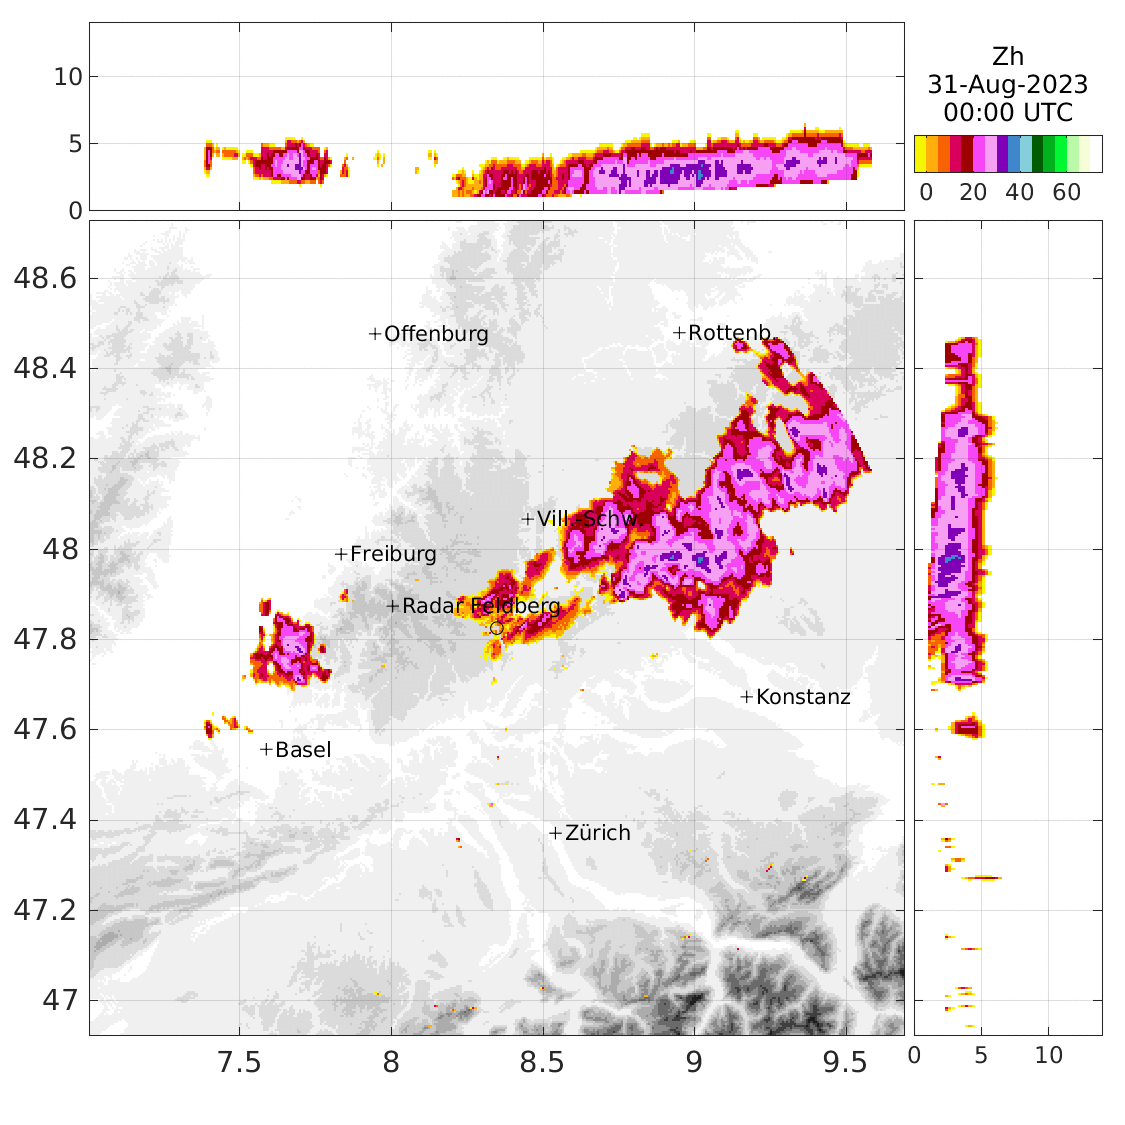 10
5
0
Zh
31-Aug-2023
00:00 UTC
0 20 40 60
48.6
48.4
48.2
48
47.8
47.6
47.4
47.2
47
+Offenburg
+Rottenb.
+Vill.-Schw.
+Freiburg
+Radar Feldberg
+Konstanz
+Basel
+Zürich
7.5 8 8.5 9 9.5
0 5 10